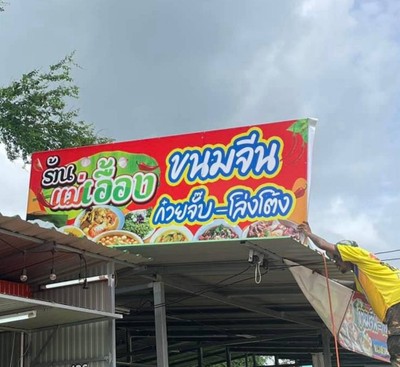 ร้าน
แม่เอื้อง
ขนมจีน
ก๋วยจั๊บ – โล่งโต้ง